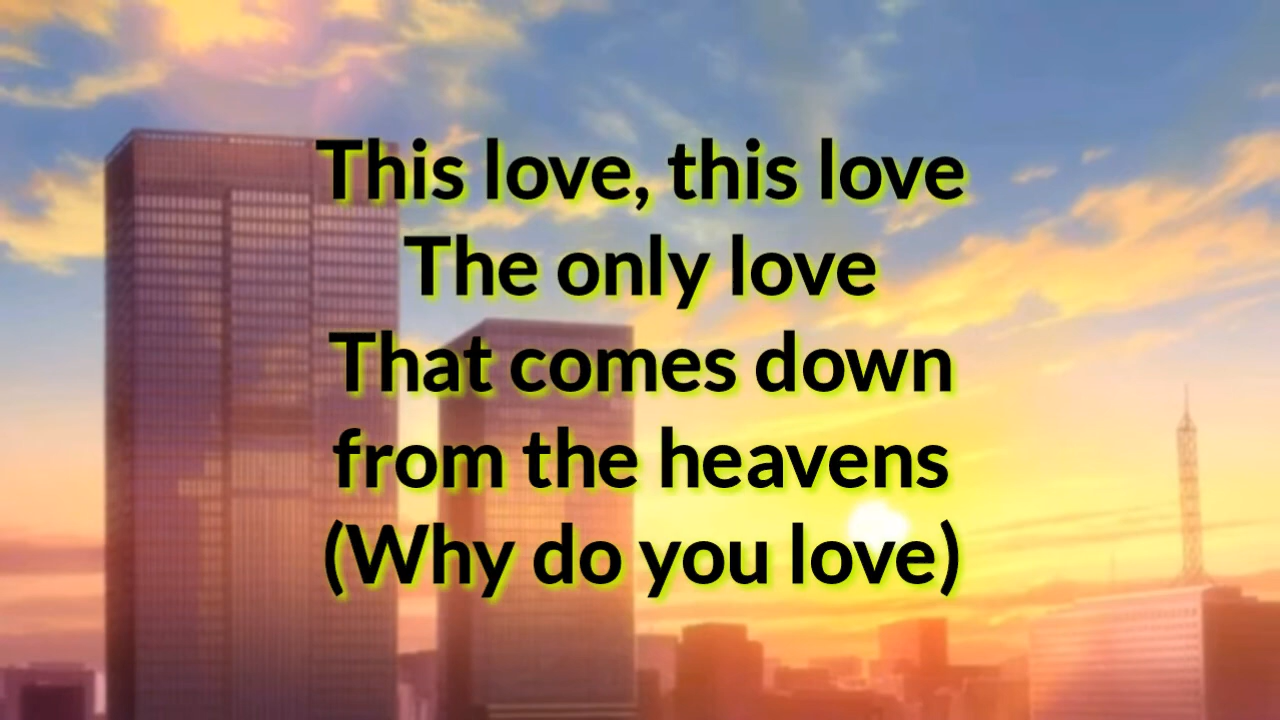 This love, this love
The only love
That comes down
from the heavens
(Why do you love)